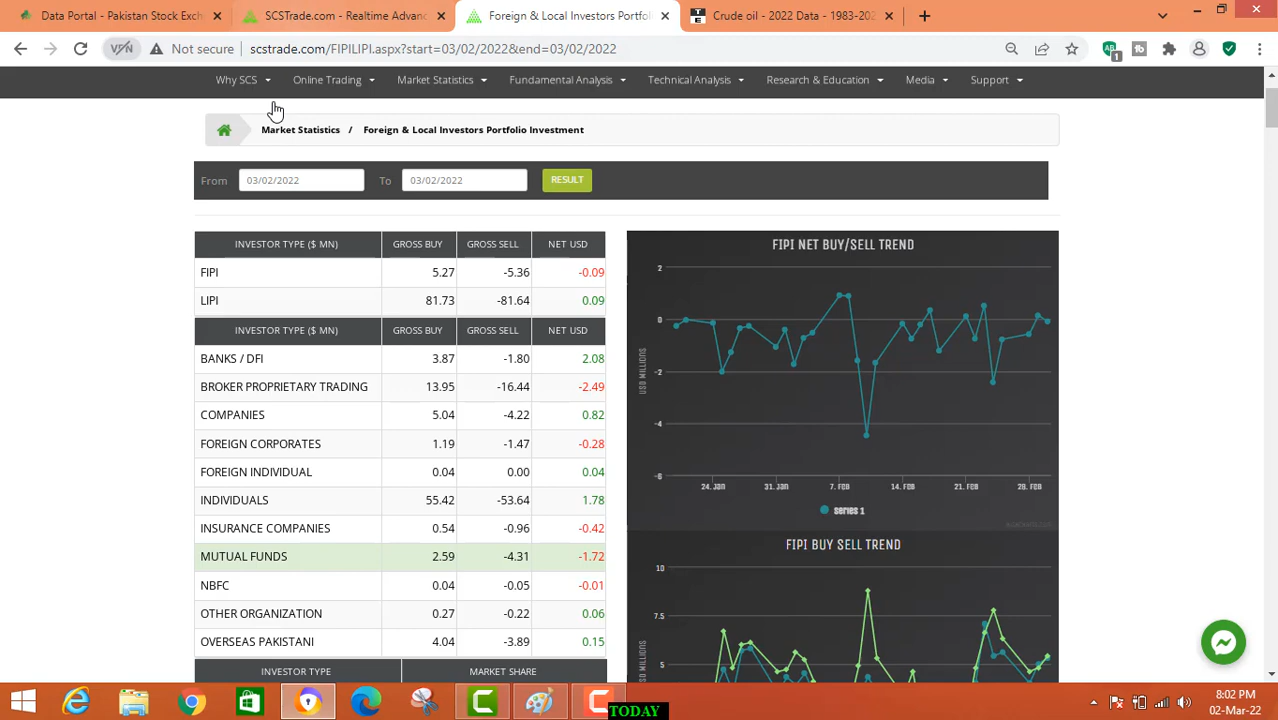 Data Portal - Pakistan Stock Exch
SCSTrade.com - Realtime Advanc
Foreign & Local Investors Portfol
Crude oil - 2022 Data - 1983-202
VPN
Not secure
scstrade.com/FIPILIPI.aspx?start=03/02/2022&end=03/02/2022
1
Why SCS
Online Trading
Market Statistics
Fundamental Analysis
Technical Analysis
Research & Education
Media
Support
Market Statistics / Foreign & Local Investors Portfolio Investment
From 03/02/2022 To 03/02/2022 RESULT
INVESTOR TYPE ($ MN) GROSS BUY GROSS SELL NET USD
FIPI 5.27 -5.36 -0.09
LIPI 81.73 -81.64 0.09
INVESTOR TYPE ($ MN) GROSS BUY GROSS SELL NET USD
BANKS / DFI 3.87 -1.80 2.08
BROKER PROPRIETARY TRADING 13.95 -16.44 -2.49
COMPANIES 5.04 -4.22 0.82
FOREIGN CORPORATES 1.19 -1.47 -0.28
FOREIGN INDIVIDUAL 0.04 0.00 0.04
INDIVIDUALS 55.42 -53.64 1.78
INSURANCE COMPANIES 0.54 -0.96 -0.42
MUTUAL FUNDS 2.59 -4.31 -1.72
NBFC 0.04 -0.05 -0.01
OTHER ORGANIZATION 0.27 -0.22 0.06
OVERSEAS PAKISTANI 4.04 -3.89 0.15
INVESTOR TYPE MARKET SHARE
FIPI NET BUY/SELL TREND
2
0
-2
-4
-6
USD MILLIONS
24. Jan 31. Jan 7. Feb 14. Feb 21. Feb 28. Feb
Series 1
FIPI BUY SELL TREND
10
7.5
5
TODAY
8:02 PM
02-Mar-22